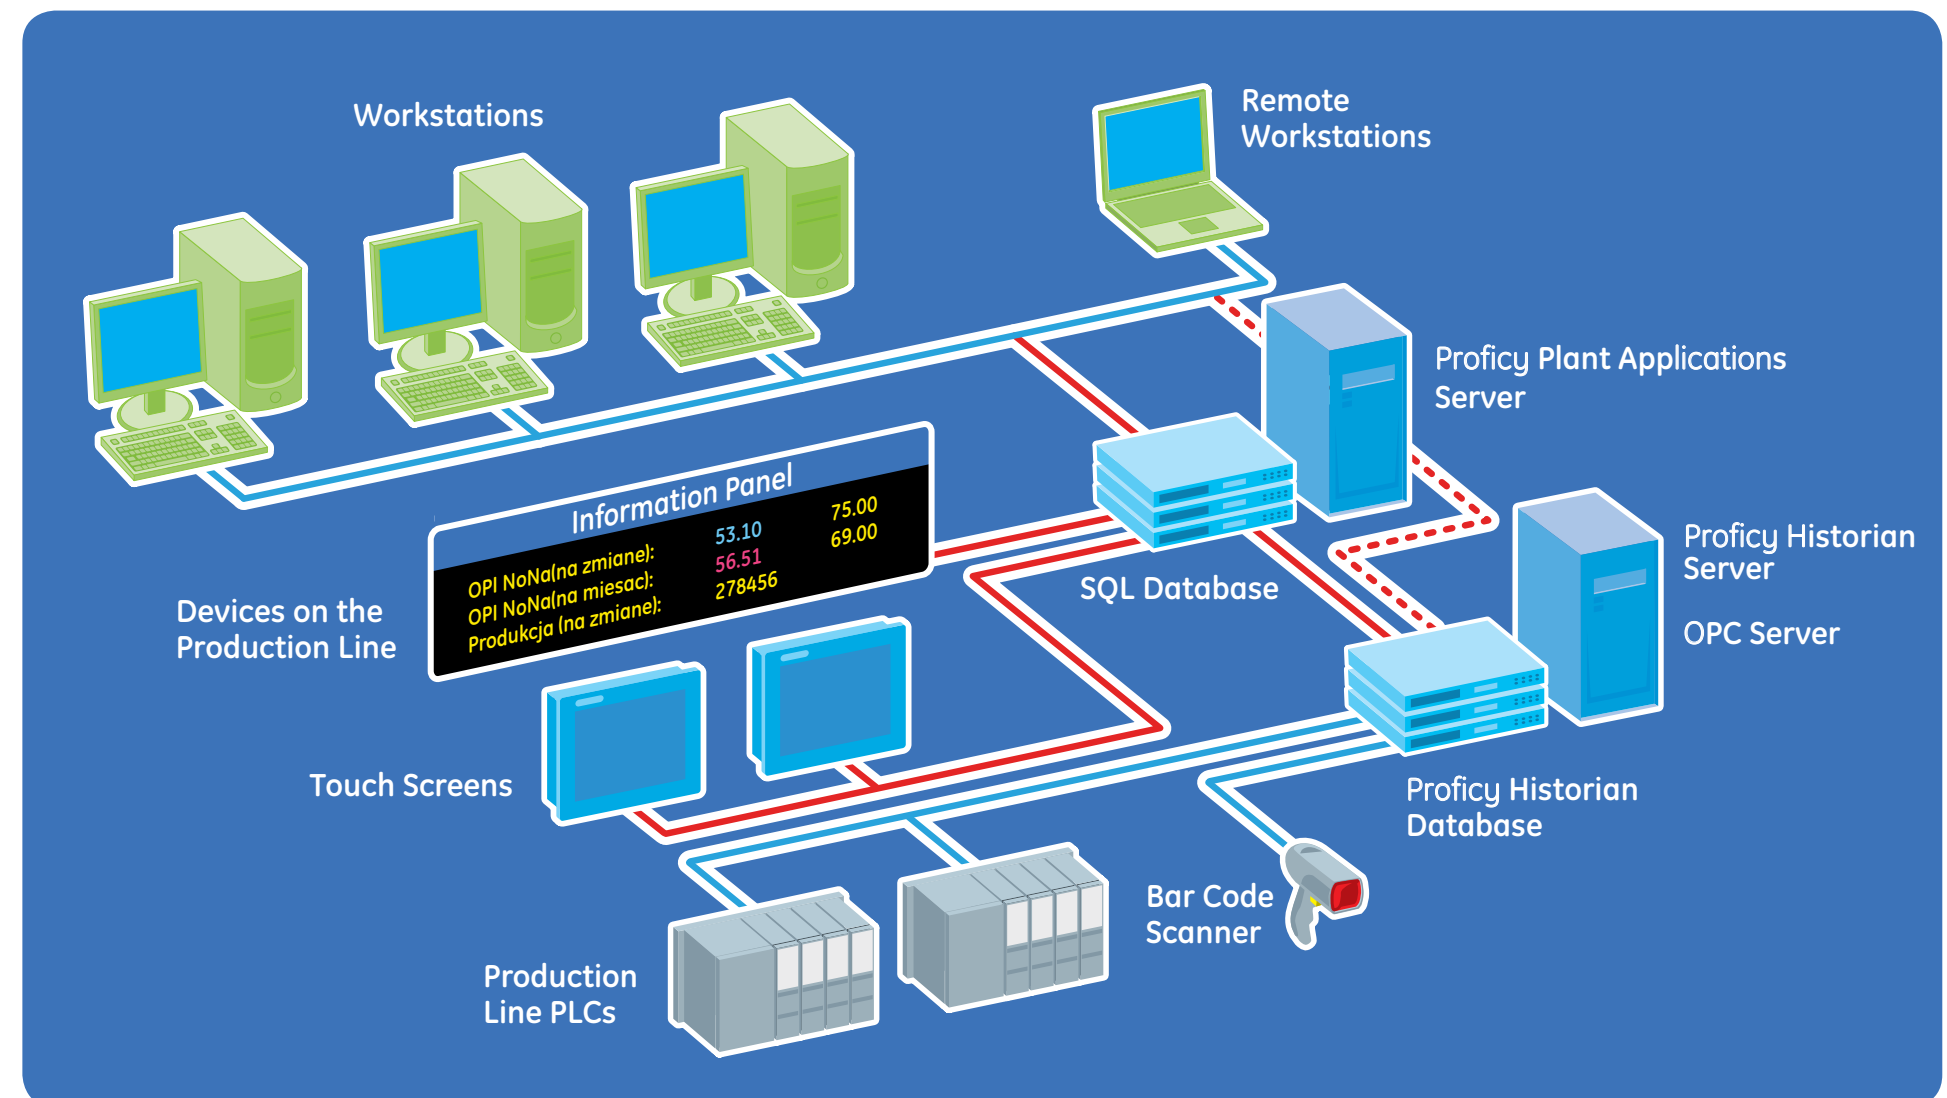 Workstations
Remote
Workstations
Proficy Plant Applications
Server
Information Panel
OPI NoNa(na zmiane): 53.10 75.00
OPI NoNa(na miesac): 56.51 69.00
Produkcja (na zmiane): 278456
Devices on the
Production Line
SQL Database
Proficy Historian
Server
OPC Server
Touch Screens
Proficy Historian
Database
Bar Code
Scanner
Production
Line PLCs